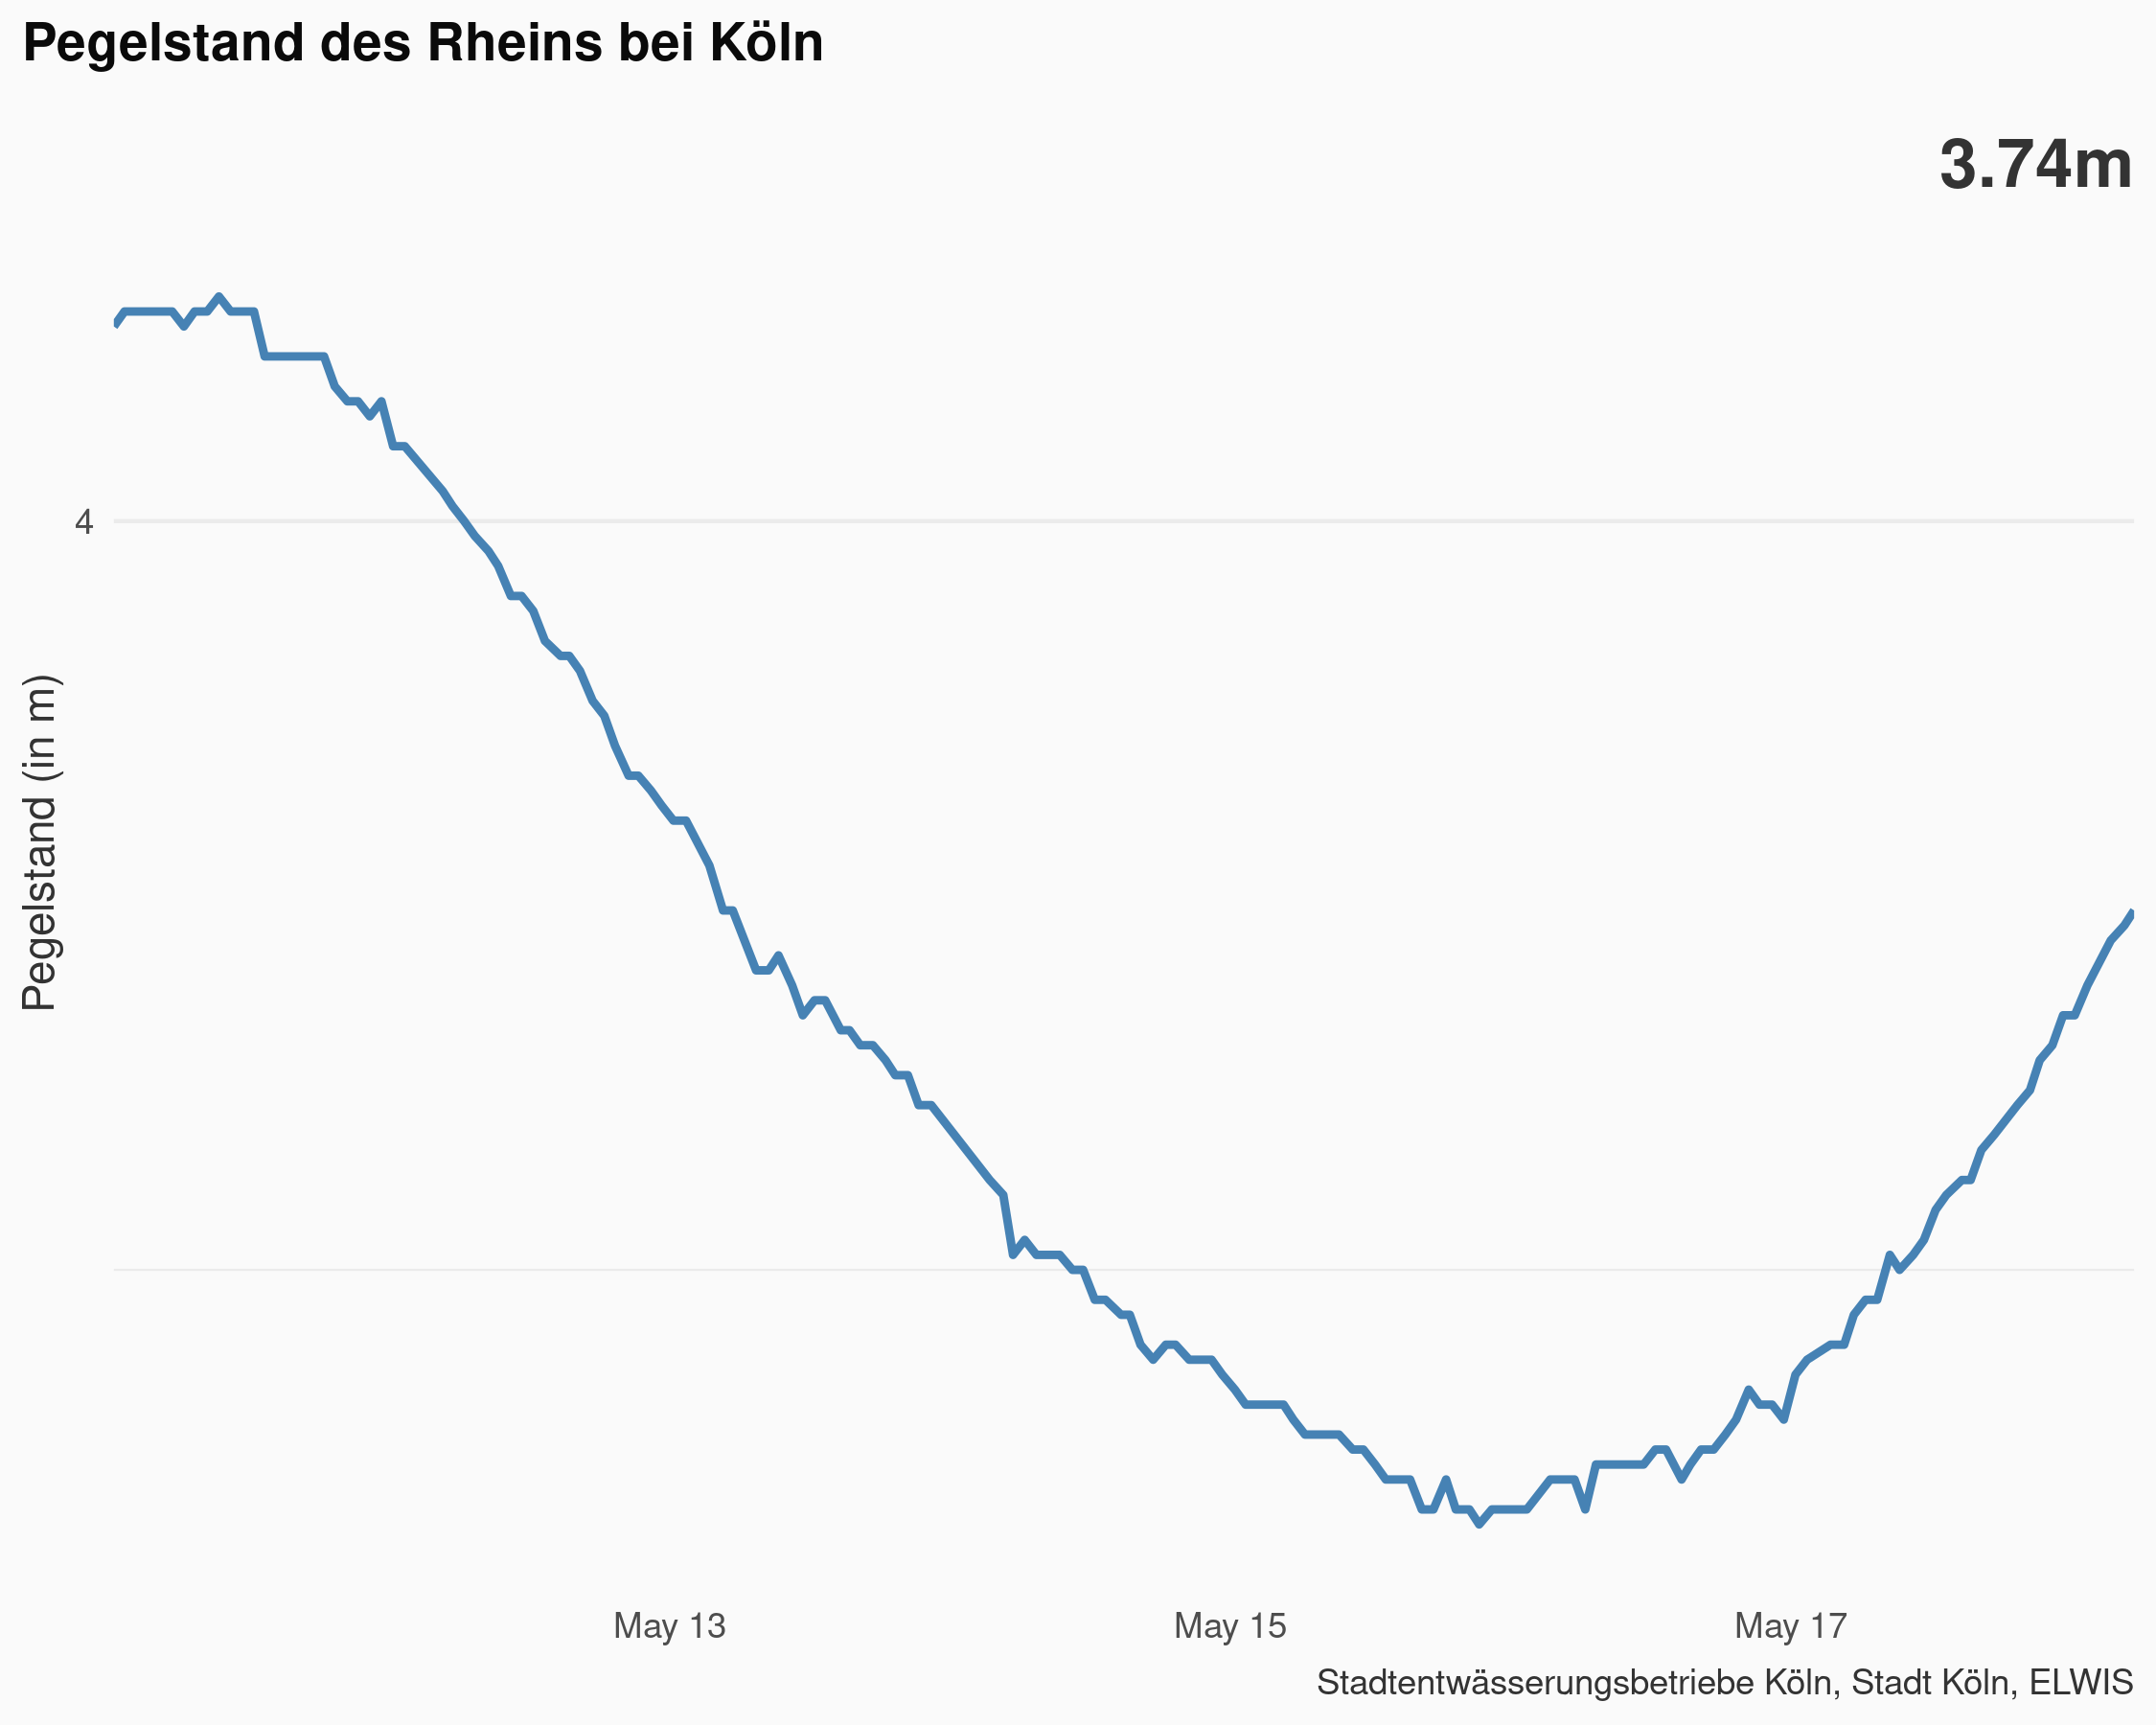 Pegelstand des Rheins bei Köln
3.74m
4
Pegelstand (in m)
May 13
May 15
May 17
Stadtentwässerungsbetriebe Köln, Stadt Köln, ELWIS